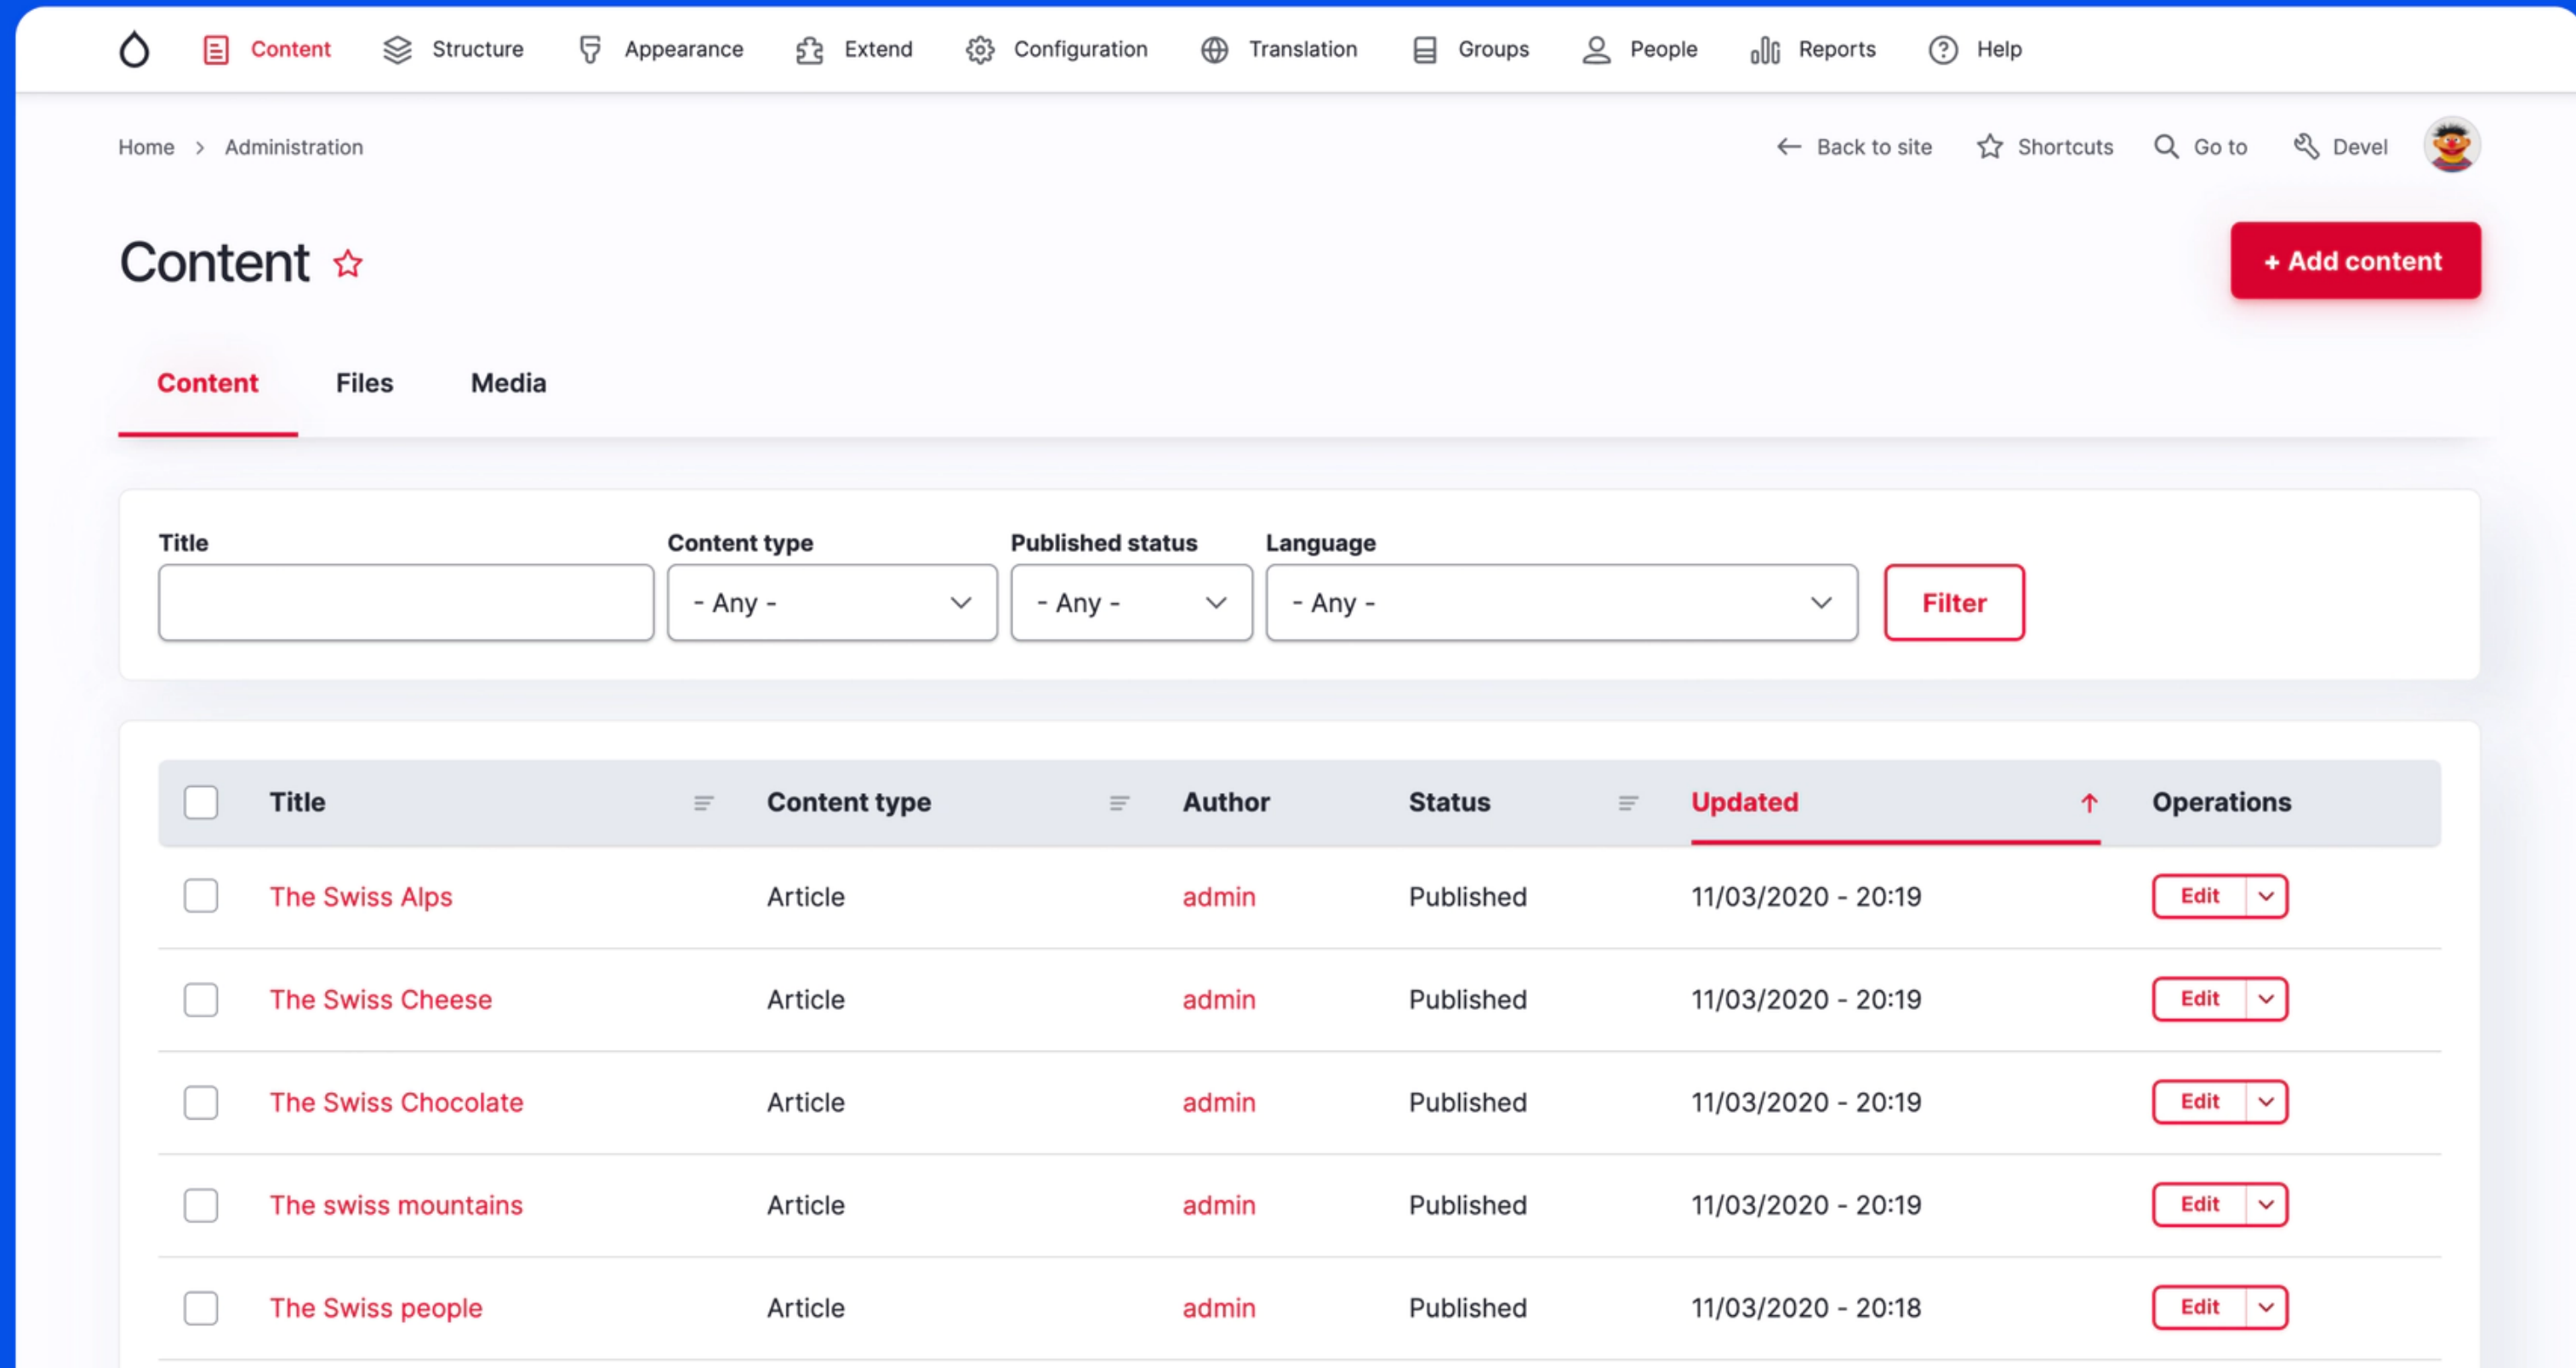 Content Structure Appearance Extend Configuration Translation Groups People Reports Help
Home > Administration
Back to site Shortcuts Go to Devel
Content
+ Add content
Content Files Media
Title Content type Published status Language
- Any - - Any - - Any - Filter
Title Content type Author Status Updated Operations
The Swiss Alps Article admin Published 11/03/2020 - 20:19 Edit
The Swiss Cheese Article admin Published 11/03/2020 - 20:19 Edit
The Swiss Chocolate Article admin Published 11/03/2020 - 20:19 Edit
The swiss mountains Article admin Published 11/03/2020 - 20:19 Edit
The Swiss people Article admin Published 11/03/2020 - 20:18 Edit